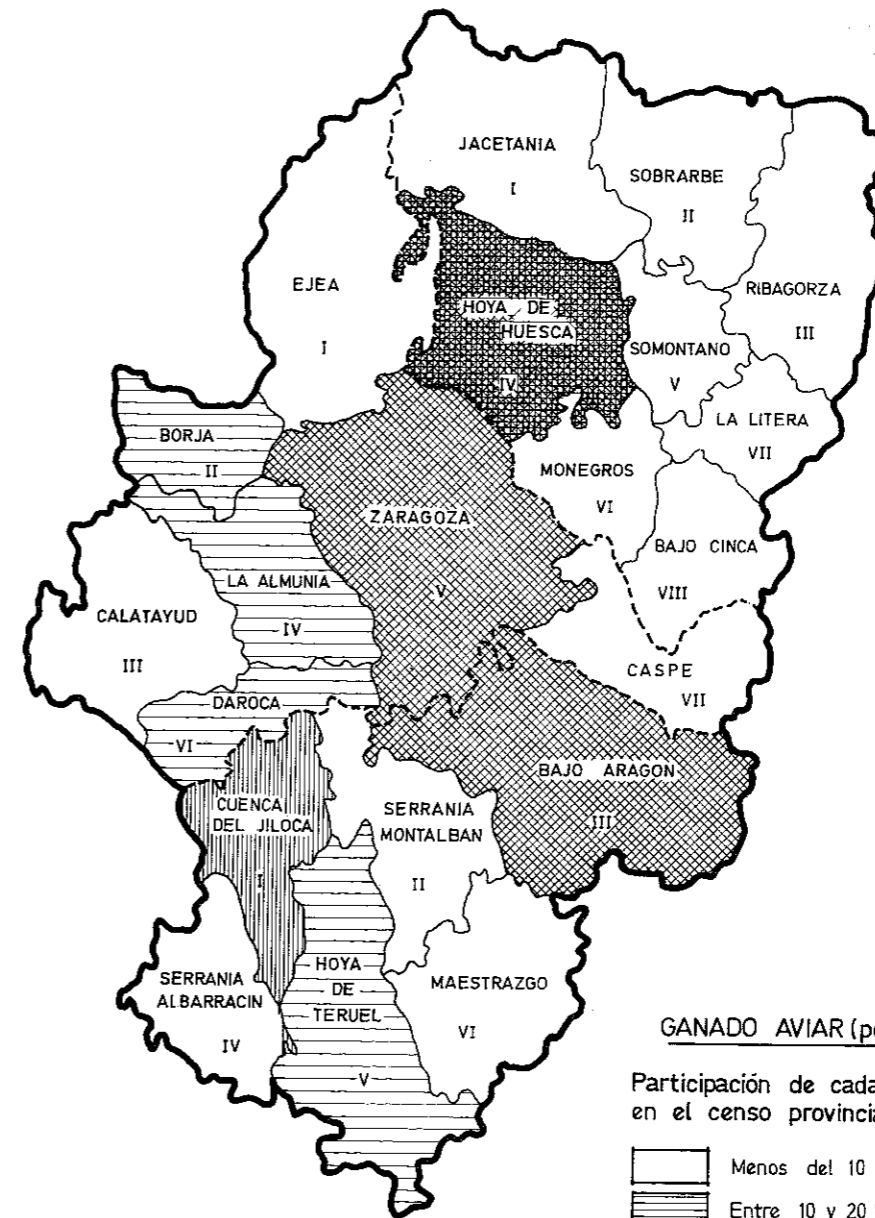 JACETANIA
I
SOBRARBE
II
EJEA
I
HOYA DE
HUESCA
IV
RIBAGORZA
III
SOMONTANO
V
LA LITERA
VII
BORJA
II
MONEGROS
VI
ZARAGOZA
V
BAJO CINCA
VIII
LA ALMUNIA
IV
CALATAYUD
III
CASPE
VII
DAROCA
VI
BAJO ARAGON
III
CUENCA
DEL JILOCA
I
SERRANIA
MONTALBAN
II
HOYA
DE
TERUEL
V
SERRANIA
ALBARRACIN
IV
MAESTRAZGO
VI
GANADO AVIAR (po
Participación de cada
en el censo provincia
Menos del 10
Entre 10 y 20